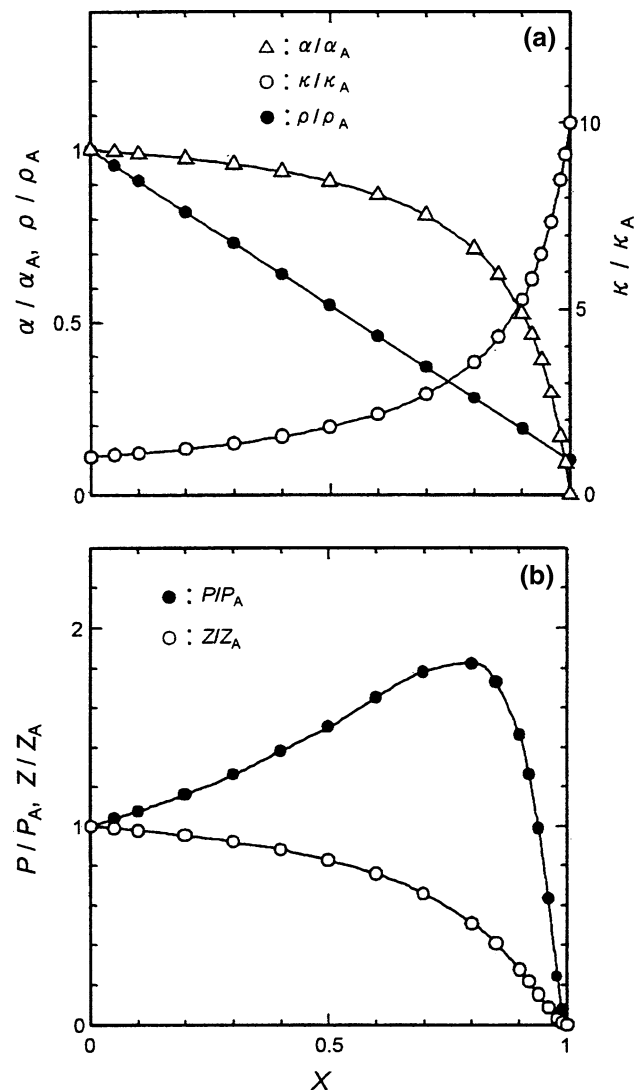 (a)
△ : α/α_A
○ : κ/κ_A
● : ρ/ρ_A
α / α_A, ρ / ρ_A
1
0.5
0
κ / κ_A
10
5
0
(b)
● : P/P_A
○ : Z/Z_A
P / P_A, Z / Z_A
2
1
0
0 0.5 1
X